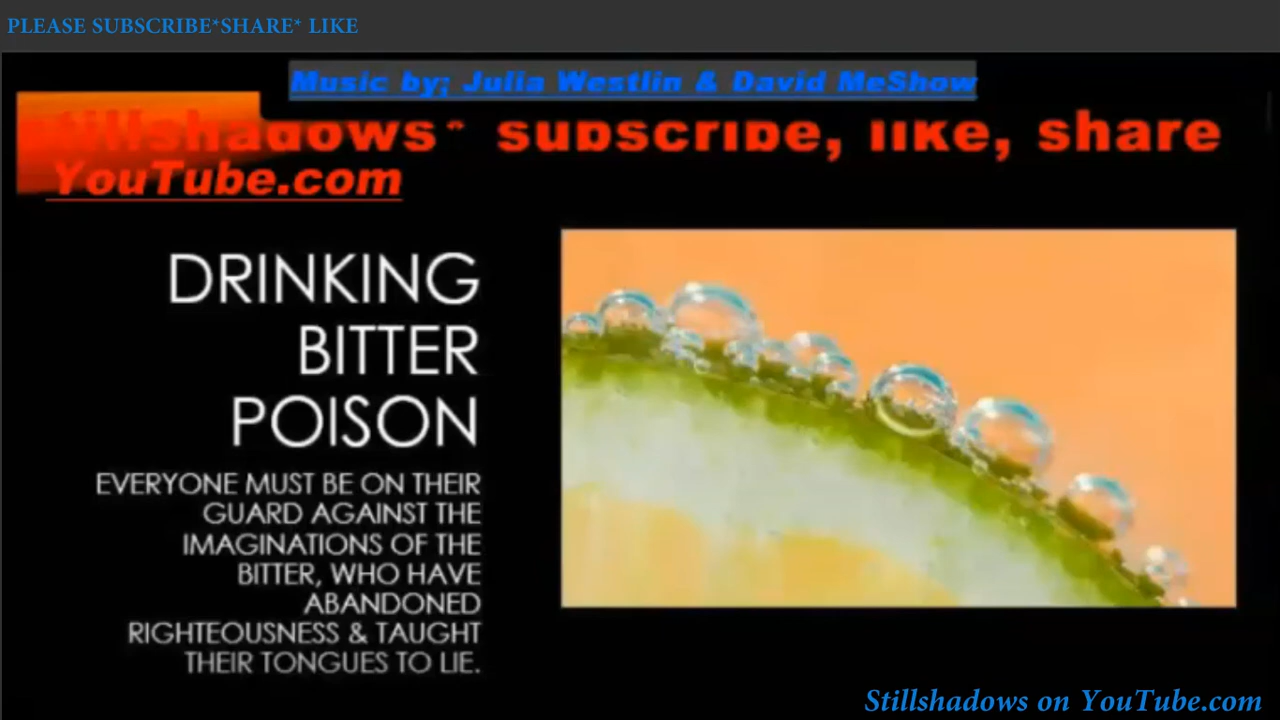 PLEASE SUBSCRIBE*SHARE* LIKE
Music by; Julia Westlin & David MeShow
stillshadows* subscribe, like, share
YouTube.com
DRINKING
BITTER
POISON
EVERYONE MUST BE ON THEIR
GUARD AGAINST THE
IMAGINATIONS OF THE
BITTER, WHO HAVE
ABANDONED
RIGHTEOUSNESS & TAUGHT
THEIR TONGUES TO LIE.
Stillshadows on YouTube.com